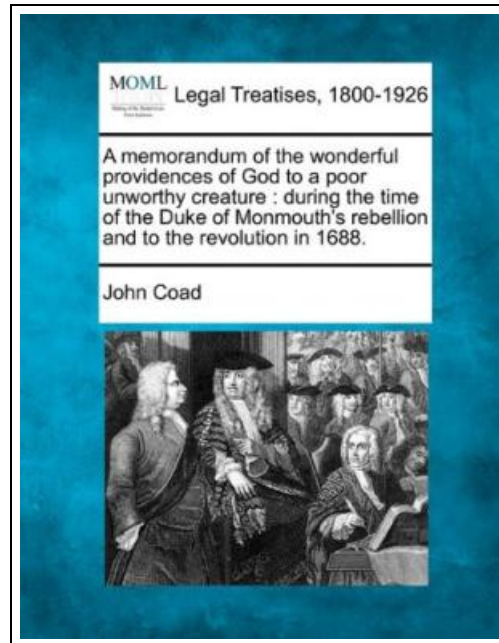 MOML
Legal Treatises, 1800-1926
A memorandum of the wonderful
providences of God to a poor
unworthy creature : during the time
of the Duke of Monmouth's rebellion
and to the revolution in 1688.
John Coad